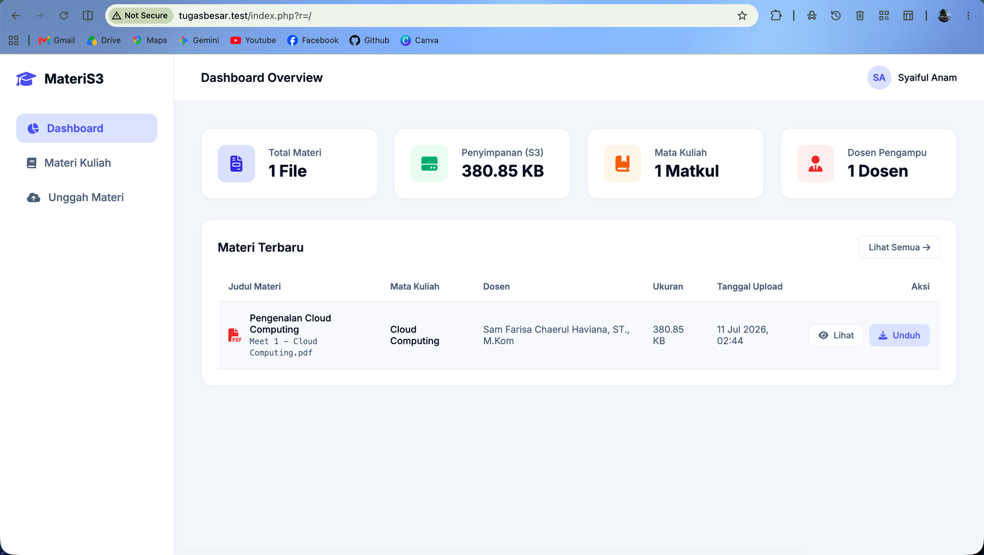 Not Secure
tugasbesar.test/index.php?r=/
Gmail
Drive
Maps
Gemini
Youtube
Facebook
Github
Canva
MateriS3
Dashboard
Materi Kuliah
Unggah Materi
Dashboard Overview
SA
Syaiful Anam
Total Materi
1 File
Penyimpanan (S3)
380.85 KB
Mata Kuliah
1 Matkul
Dosen Pengampu
1 Dosen
Materi Terbaru
Lihat Semua →
Judul Materi
Mata Kuliah
Dosen
Ukuran
Tanggal Upload
Aksi
PDF
Pengenalan Cloud
Computing
Meet 1 - Cloud
Computing.pdf
Cloud
Computing
Sam Farisa Chaerul Haviana, ST.,
M.Kom
380.85
KB
11 Jul 2026,
02:44
Lihat
Unduh